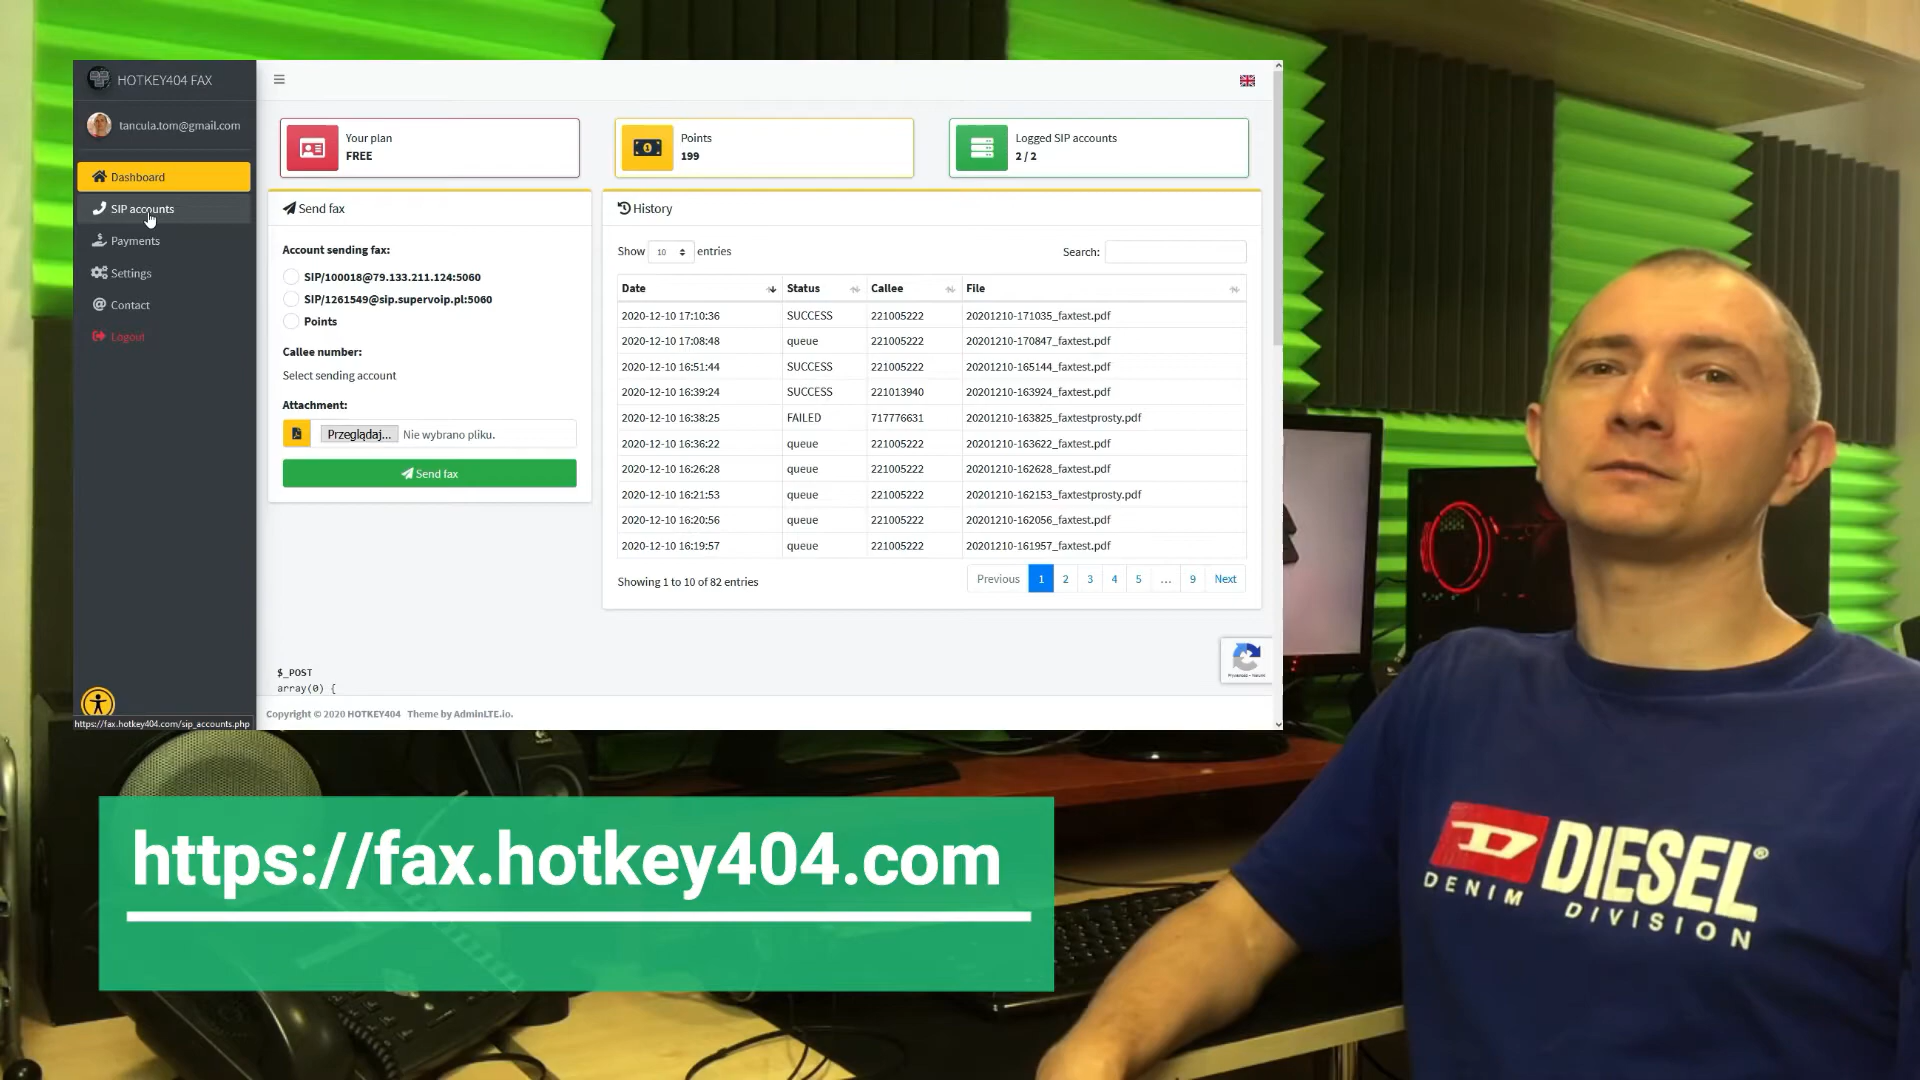 HOTKEY404 FAX
tancula.tom@gmail.com
Dashboard
SIP accounts
Payments
Settings
Contact
Logout
https://fax.hotkey404.com/sip_accounts.php
Your plan
FREE
Points
199
Logged SIP accounts
2 / 2
Send fax
Account sending fax:
SIP/100018@79.133.211.124:5060
SIP/1261549@sip.supervoip.pl:5060
Points
Callee number:
Select sending account
Attachment:
Przeglądaj... Nie wybrano pliku.
Send fax
History
Show 10 entries Search:
Date Status Callee File
2020-12-10 17:10:36 SUCCESS 221005222 20201210-171035_faxtest.pdf
2020-12-10 17:08:48 queue 221005222 20201210-170847_faxtest.pdf
2020-12-10 16:51:44 SUCCESS 221005222 20201210-165144_faxtest.pdf
2020-12-10 16:39:24 SUCCESS 221013940 20201210-163924_faxtest.pdf
2020-12-10 16:38:25 FAILED 717776631 20201210-163825_faxtestprosty.pdf
2020-12-10 16:36:22 queue 221005222 20201210-163622_faxtest.pdf
2020-12-10 16:26:28 queue 221005222 20201210-162628_faxtest.pdf
2020-12-10 16:21:53 queue 221005222 20201210-162153_faxtestprosty.pdf
2020-12-10 16:20:56 queue 221005222 20201210-162056_faxtest.pdf
2020-12-10 16:19:57 queue 221005222 20201210-161957_faxtest.pdf
Showing 1 to 10 of 82 entries
Previous 1 2 3 4 5 ... 9 Next
$_POST
array(0) {
Copyright © 2020 HOTKEY404 Theme by AdminLTE.io.
https://fax.hotkey404.com
D DIESEL®
DENIM DIVISION